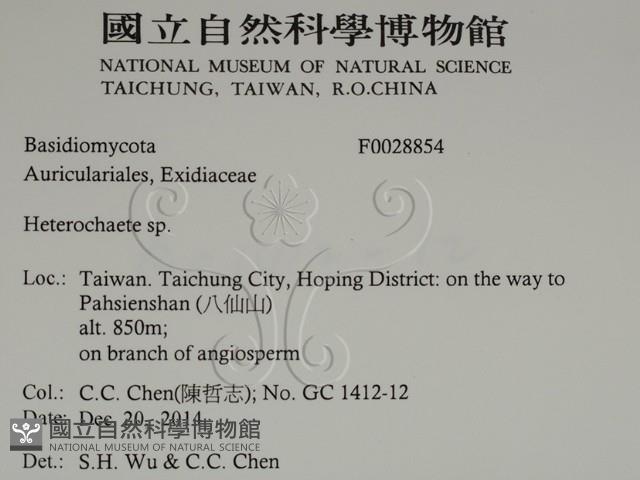 國立自然科學博物館
NATIONAL MUSEUM OF NATURAL SCIENCE
TAICHUNG, TAIWAN, R.O.CHINA
Basidiomycota F0028854
Auriculariales, Exidiaceae
Heterochaete sp.
Loc.: Taiwan. Taichung City, Hoping District: on the way to
Pahsienshan (八仙山)
alt. 850m;
on branch of angiosperm
Col.: C.C. Chen(陳哲志); No. GC 1412-12
Date: Dec. 20, 2014
國立自然科學博物館
NATIONAL MUSEUM OF NATURAL SCIENCE
Det.: S.H. Wu & C.C. Chen